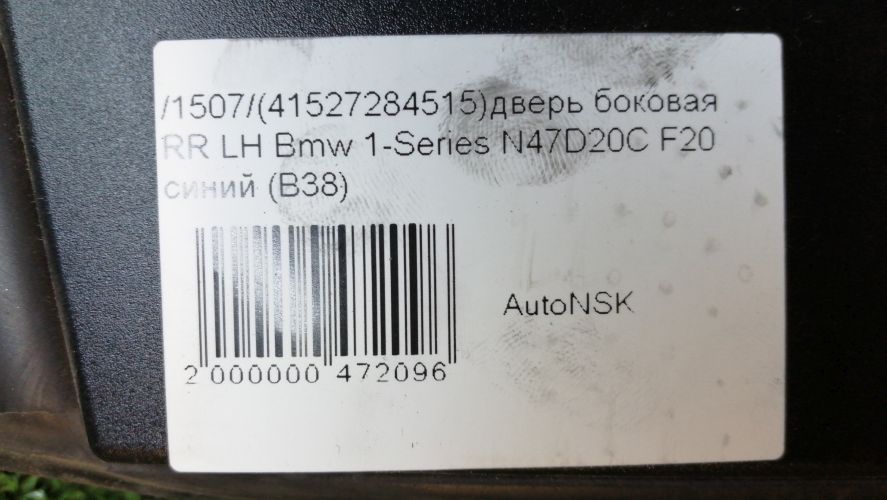 /1507/(41527284515)дверь боковая
RR LH Bmw 1-Series N47D20C F20
синий (B38)
AutoNSK
2 000000 472096